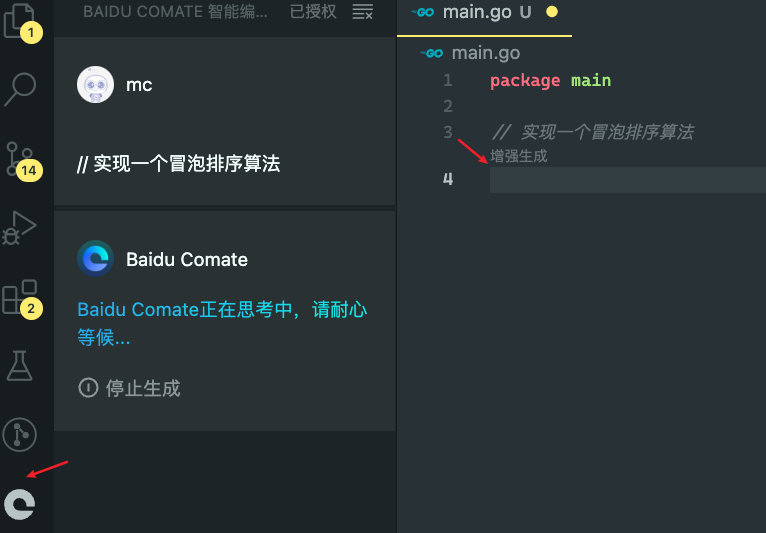 BAIDU COMATE 智能编... 已授权
1
mc
// 实现一个冒泡排序算法
14
Baidu Comate
Baidu Comate正在思考中，请耐心
等候...
2
停止生成
GO main.go U
GO main.go
1 package main
2
3 // 实现一个冒泡排序算法
增强生成
4